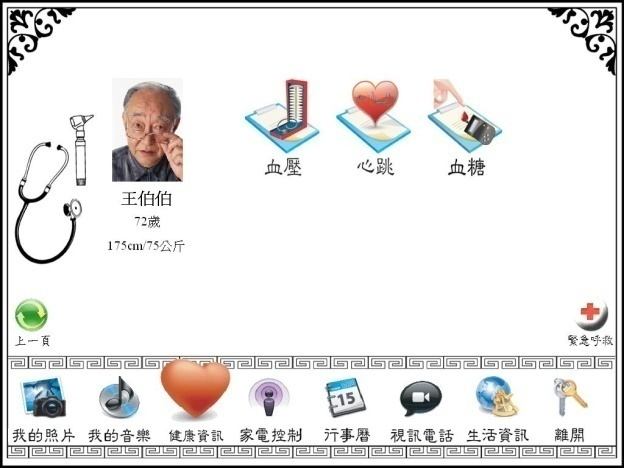 血壓
心跳
血糖
王伯伯
72歲
175cm/75公斤
上一頁
緊急呼救
我的照片
我的音樂
健康資訊
家電控制
15
行事曆
視訊電話
生活資訊
離開